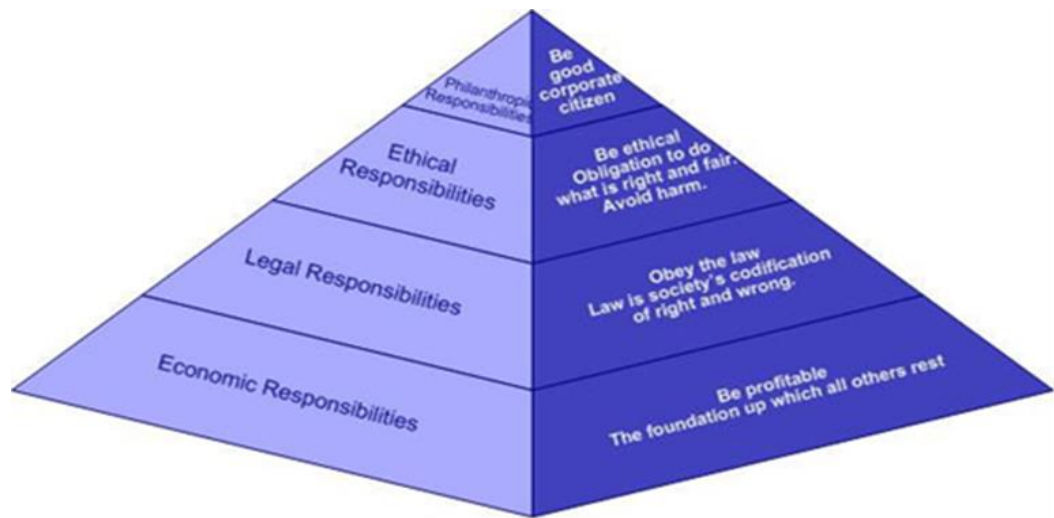 Philanthropic
Responsibilities
Be
good
corporate
citizen
Ethical
Responsibilities
Be ethical
Obligation to do
what is right and fair.
Avoid harm.
Legal Responsibilities
Obey the law
Law is society's codification
of right and wrong.
Economic Responsibilities
Be profitable
The foundation up which all others rest